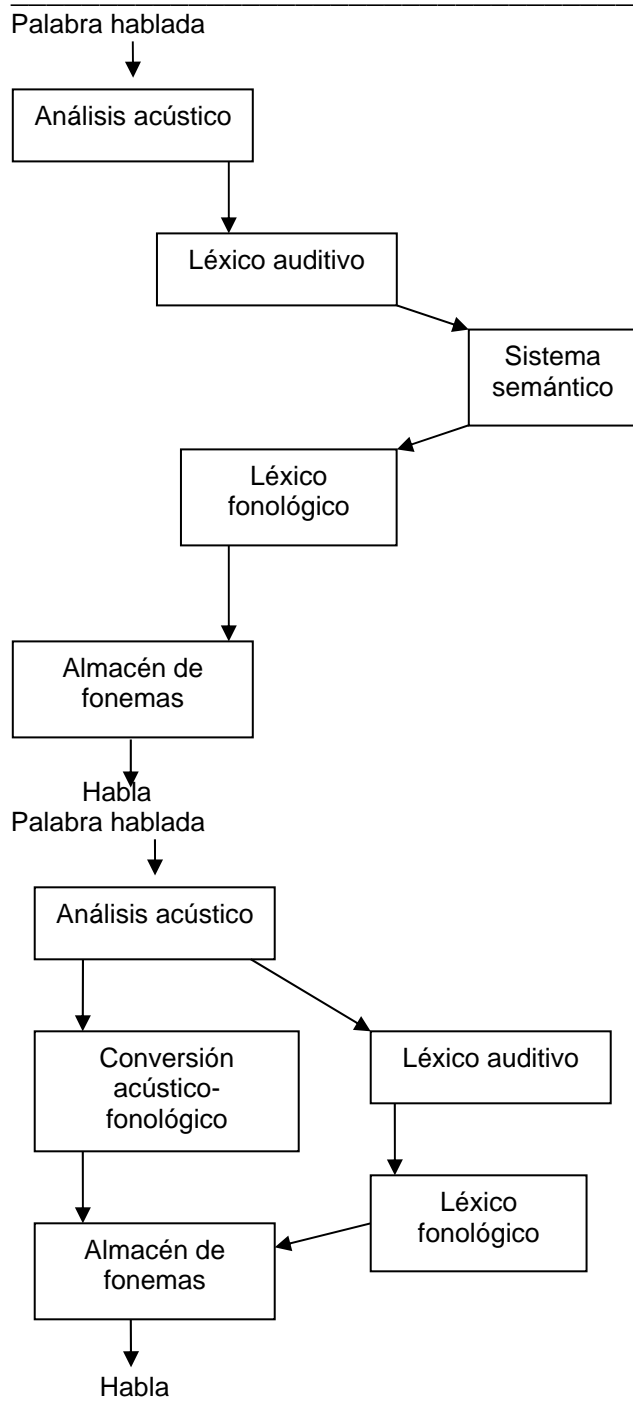 Palabra hablada
Análisis acústico
Léxico auditivo
Sistema
semántico
Léxico
fonológico
Almacén de
fonemas
Habla
Palabra hablada
Análisis acústico
Conversión
acústico-
fonológico
Léxico auditivo
Léxico
fonológico
Almacén de
fonemas
Habla